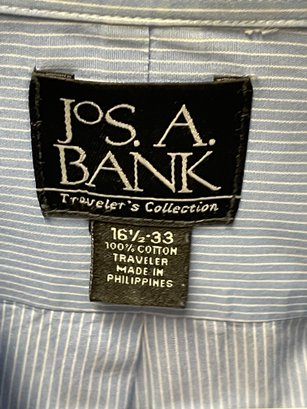 JOS. A.
BANK
Traveler's Collection
16½-33
100% COTTON
TRAVELER
MADE IN
PHILIPPINES